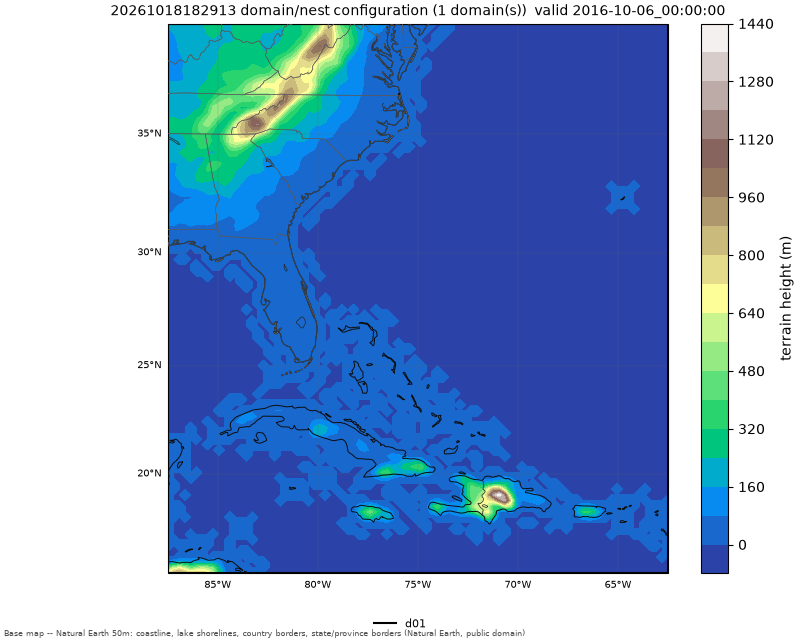 20261018182913 domain/nest configuration (1 domain(s))  valid 2016-10-06_00:00:00
1440
1280
1120
960
800
640
480
320
160
0
terrain height (m)
35°N
30°N
25°N
20°N
85°W
80°W
75°W
70°W
65°W
d01
Base map -- Natural Earth 50m: coastline, lake shorelines, country borders, state/province borders (Natural Earth, public domain)